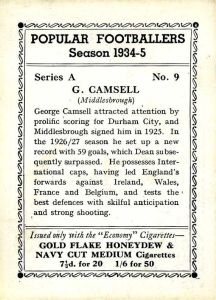 POPULAR FOOTBALLERS
Season 1934-5
Series A No. 9
G. CAMSELL
(Middlesbrough)
George Camsell attracted attention by
prolific scoring for Durham City, and
Middlesbrough signed him in 1925. In
the 1926/27 season he set up a new
record with 59 goals, which Dean subse-
quently surpassed. He possesses Inter-
national caps, having led England's
forwards against Ireland, Wales,
France and Belgium, and tests the
best defences with skilful anticipation
and strong shooting.
Issued only with the "Economy" Cigarettes—
GOLD FLAKE HONEYDEW &
NAVY CUT MEDIUM Cigarettes
7½d. for 20 1/6 for 50